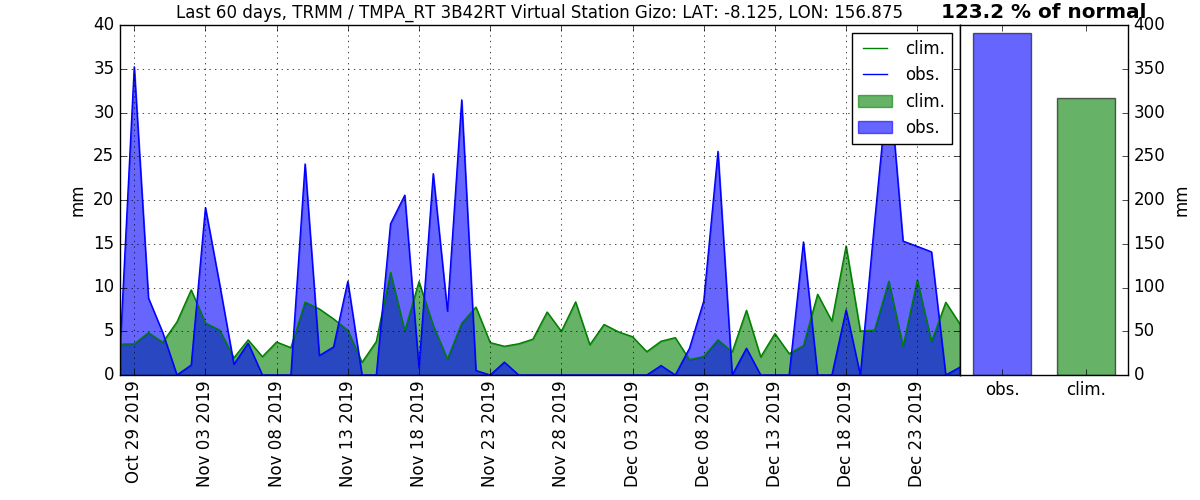 Last 60 days, TRMM / TMPA_RT 3B42RT Virtual Station Gizo: LAT: -8.125, LON: 156.875
123.2 % of normal
40
35
30
25
20
15
10
5
0
mm
clim.
obs.
clim.
obs.
Oct 29 2019
Nov 03 2019
Nov 08 2019
Nov 13 2019
Nov 18 2019
Nov 23 2019
Nov 28 2019
Dec 03 2019
Dec 08 2019
Dec 13 2019
Dec 18 2019
Dec 23 2019
400
350
300
250
200
150
100
50
0
mm
obs.
clim.